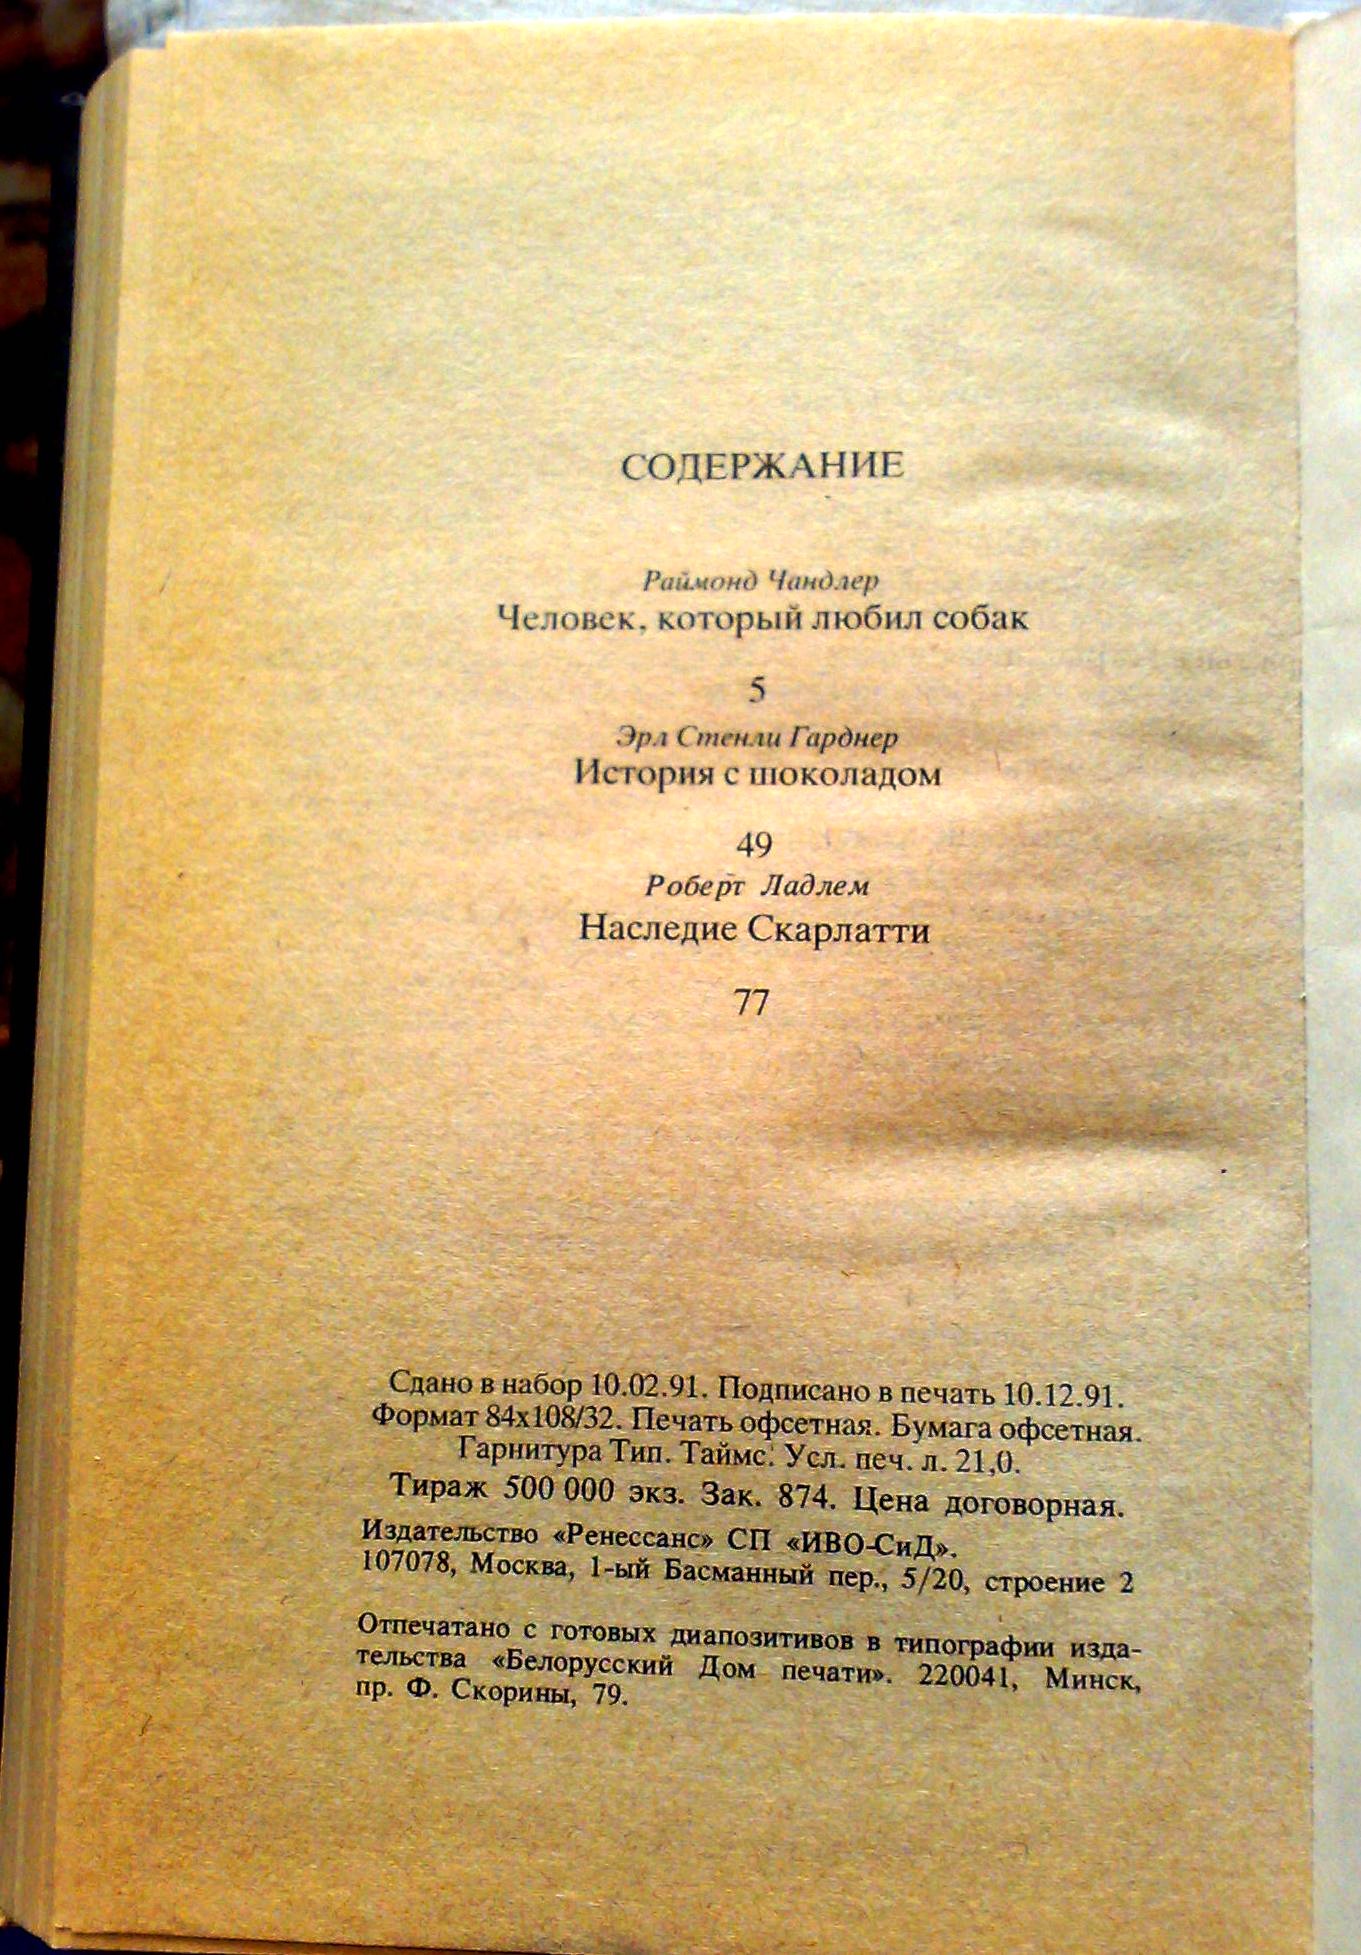 СОДЕРЖАНИЕ
Раймонд Чандлер
Человек, который любил собак
5
Эрл Стенли Гарднер
История с шоколадом
49
Роберт Ладлем
Наследие Скарлатти
77
Сдано в набор 10.02.91. Подписано в печать 10.12.91.
Формат 84х108/32. Печать офсетная. Бумага офсетная.
Гарнитура Тип. Таймс. Усл. печ. л. 21,0.
Тираж 500 000 экз. Зак. 874. Цена договорная.
Издательство «Ренессанс» СП «ИВО-СиД».
107078, Москва, 1-ый Басманный пер., 5/20, строение 2
Отпечатано с готовых диапозитивов в типографии изда-
тельства «Белорусский Дом печати». 220041, Минск,
пр. Ф. Скорины, 79.